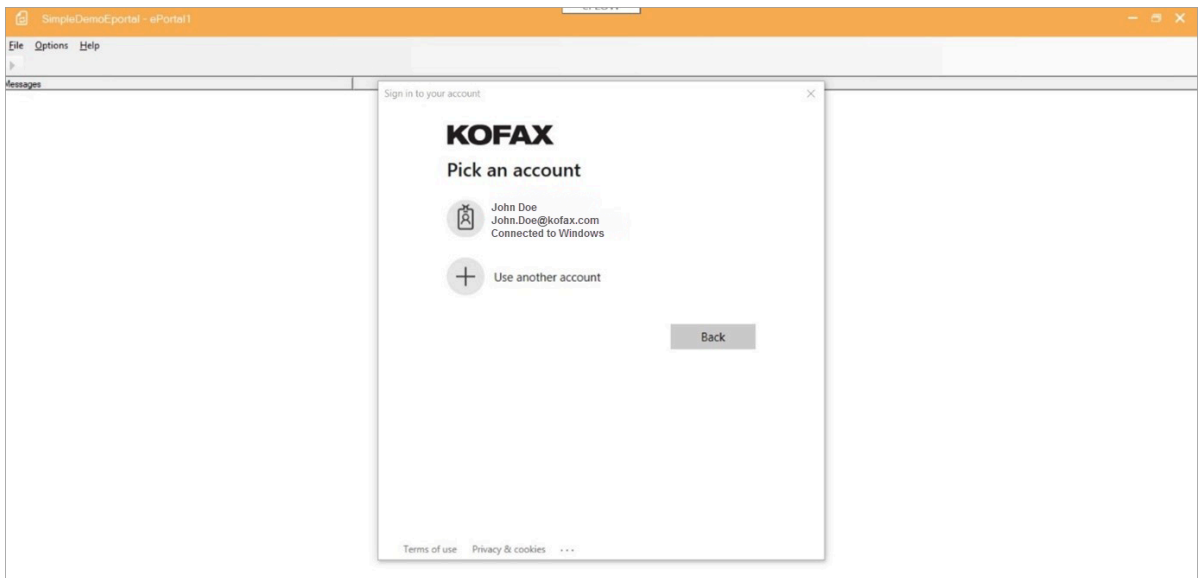 SimpleDemoEportal - ePortal1
File Options Help
Messages
Sign in to your account
KOFAX
Pick an account
John Doe
John.Doe@kofax.com
Connected to Windows
Use another account
Back
Terms of use Privacy & cookies ...